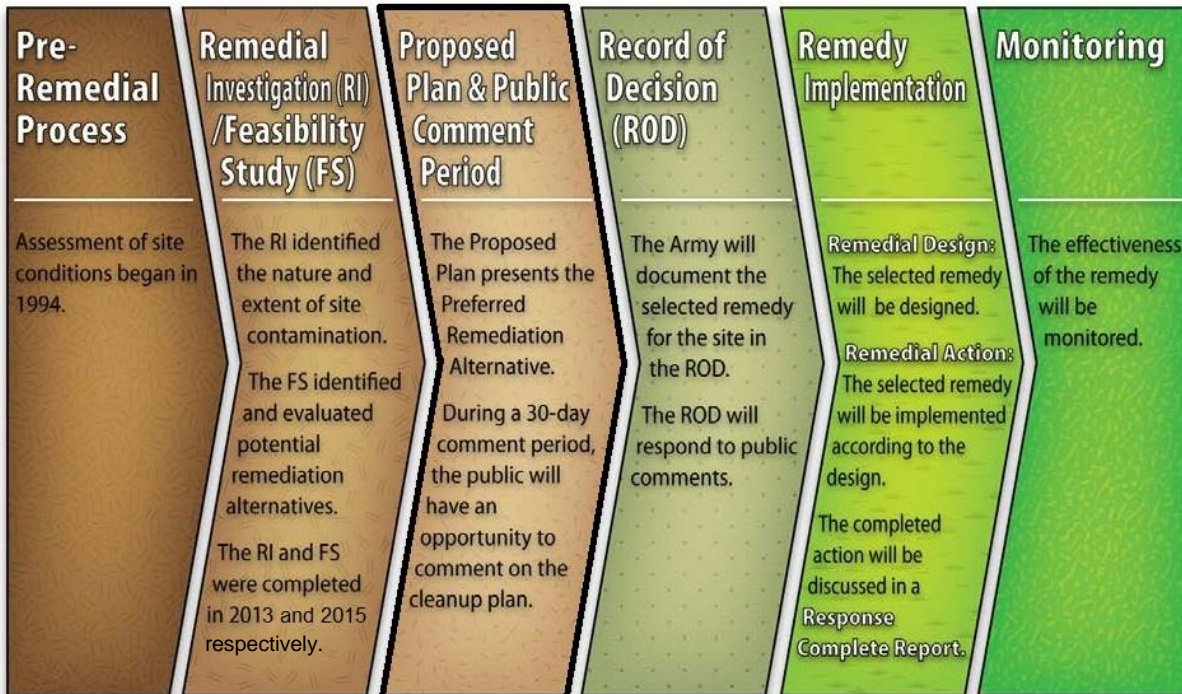 Pre-
Remedial
Process
Assessment of site
conditions began in
1994.
Remedial
Investigation (RI)
/Feasibility
Study (FS)
The RI identified
the nature and
extent of site
contamination.
The FS identified
and evaluated
potential
remediation
alternatives.
The RI and FS
were completed
in 2013 and 2015
respectively.
Proposed
Plan & Public
Comment
Period
The Proposed
Plan presents the
Preferred
Remediation
Alternative.
During a 30-day
comment period,
the public will
have an
opportunity to
comment on the
cleanup plan.
Record of
Decision
(ROD)
The Army will
document the
selected remedy
for the site in
the ROD.
The ROD will
respond to public
comments.
Remedy
Implementation
Remedial Design:
The selected remedy
will be designed.
Remedial Action:
The selected remedy
will be implemented
according to the
design.
The completed
action will be
discussed in a
Response
Complete Report.
Monitoring
The effectiveness
of the remedy
will be
monitored.